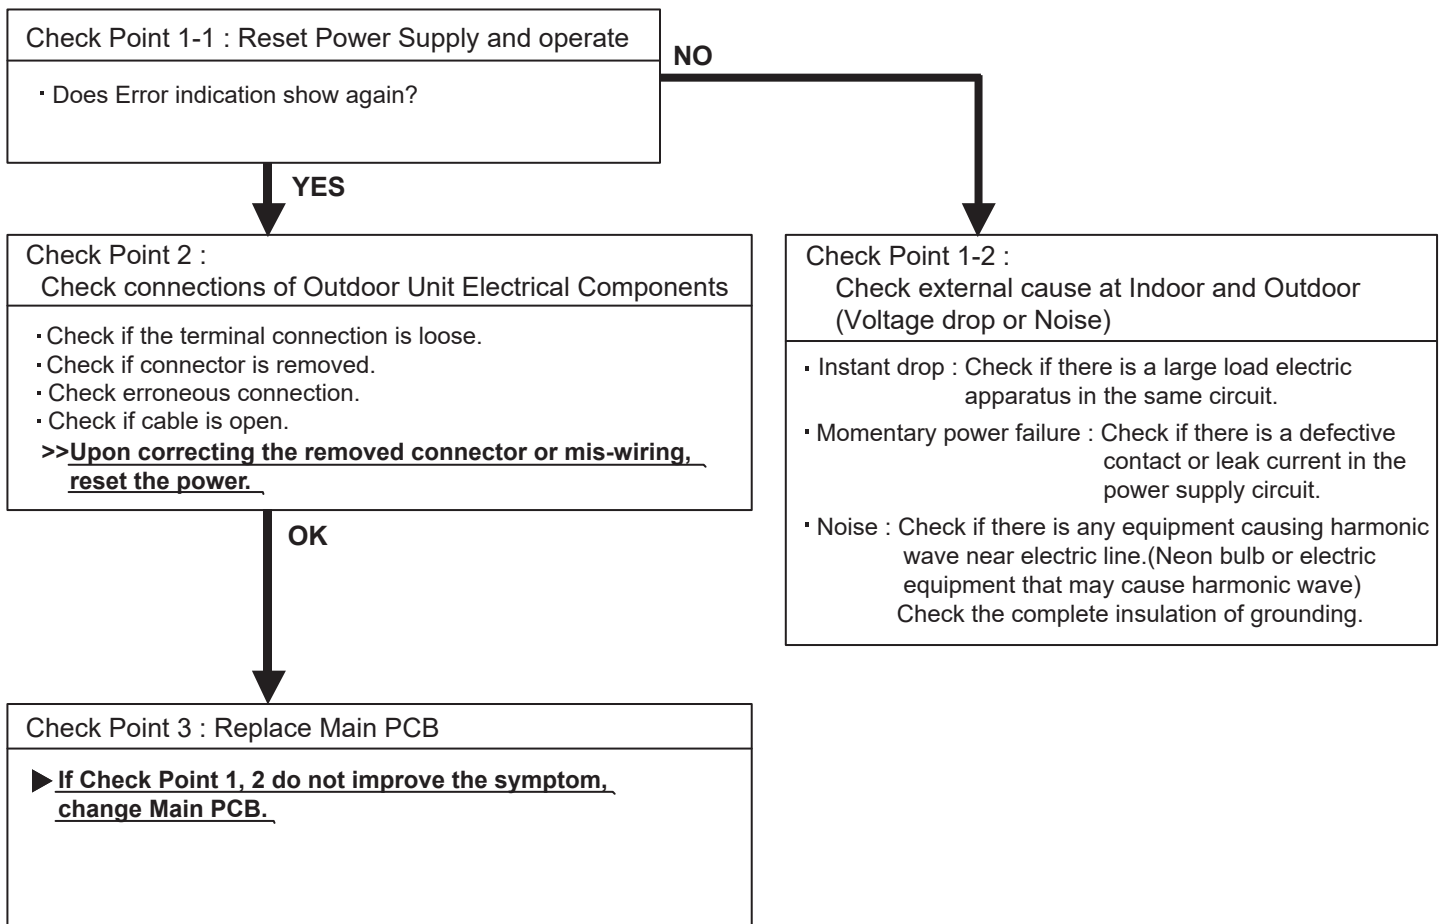 Check Point 1-1 : Reset Power Supply and operate
· Does Error indication show again?
NO
YES
Check Point 2 :
Check connections of Outdoor Unit Electrical Components
· Check if the terminal connection is loose.
· Check if connector is removed.
· Check erroneous connection.
· Check if cable is open.
>>Upon correcting the removed connector or mis-wiring,
reset the power.
OK
Check Point 1-2 :
Check external cause at Indoor and Outdoor
(Voltage drop or Noise)
· Instant drop : Check if there is a large load electric
apparatus in the same circuit.
· Momentary power failure : Check if there is a defective
contact or leak current in the
power supply circuit.
· Noise : Check if there is any equipment causing harmonic
wave near electric line.(Neon bulb or electric
equipment that may cause harmonic wave)
Check the complete insulation of grounding.
Check Point 3 : Replace Main PCB
▶ If Check Point 1, 2 do not improve the symptom,
change Main PCB.